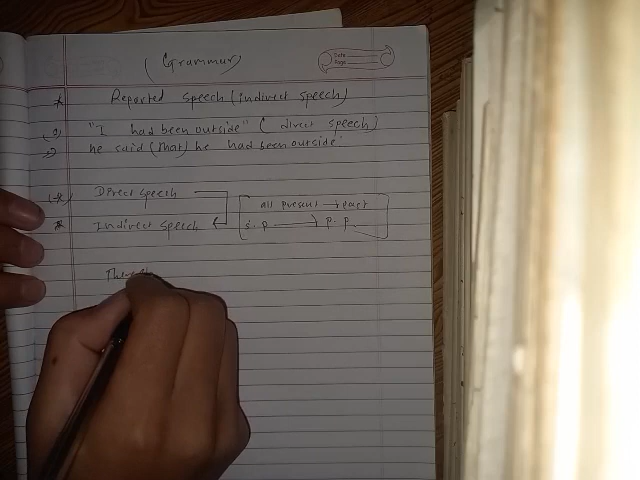 (Grammar)
Date
Page
* Reported speech (indirect speech)
"I had been outside" (direct speech)
he said (that) he had been outside
Direct speech
all present → past
* Indirect speech
s. p → p. p